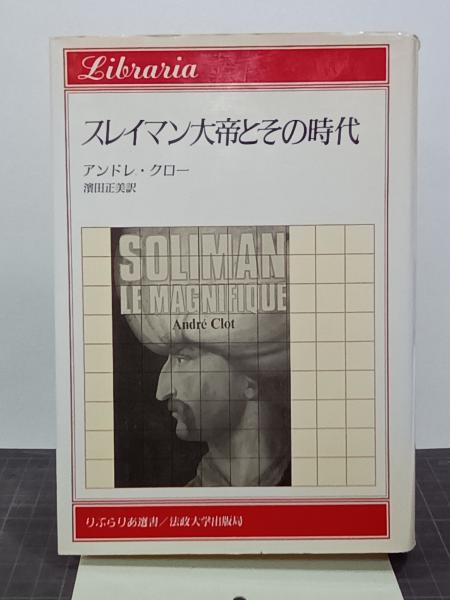 Libraria
スレイマン大帝とその時代
アンドレ・クロー
濱田正美訳
SOLIMAN
LE MAGNIFIQUE
André Clot
りぶらりあ選書／法政大学出版局